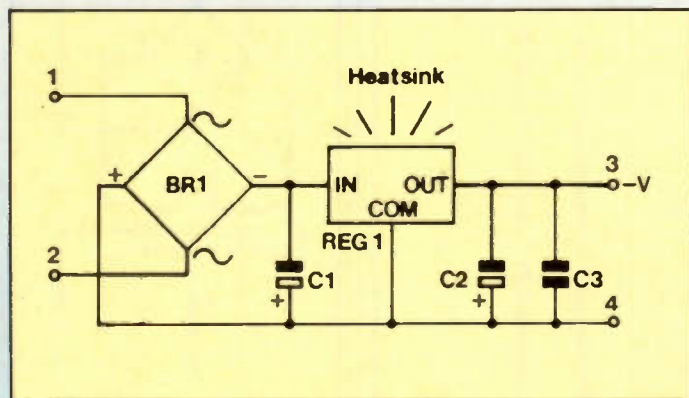 Heatsink
1
+
BR1
-
IN
OUT
COM
REG 1
3
-V
2
C1
+
C2
+
C3
4